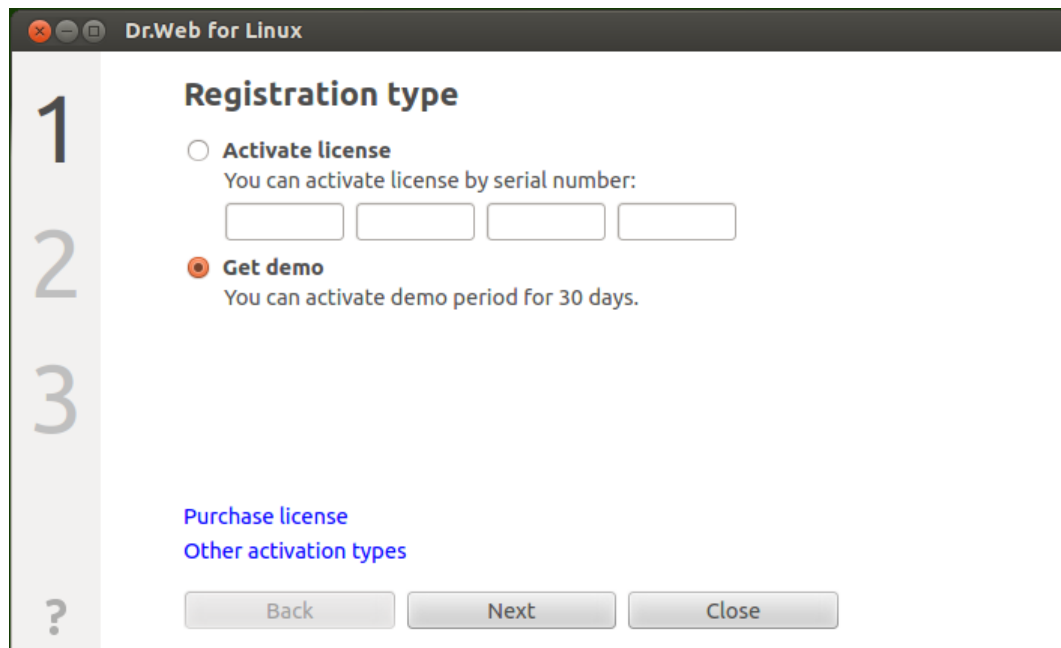 Dr.Web for Linux
1
Registration type
Activate license
You can activate license by serial number:
2
Get demo
You can activate demo period for 30 days.
3
Purchase license
Other activation types
?
Back
Next
Close